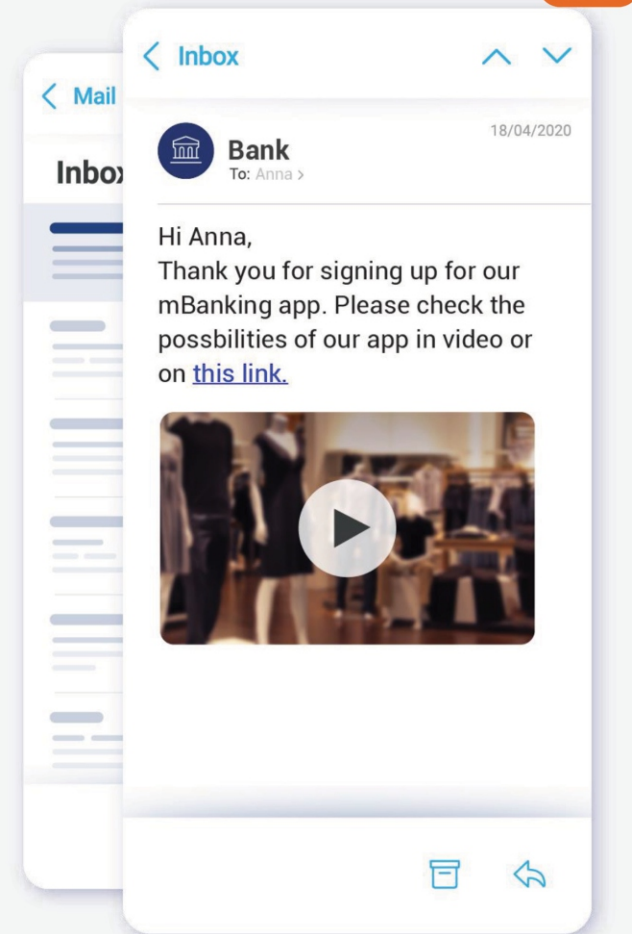 Mail
Inbox
Inbox
18/04/2020
Bank
To: Anna >
Hi Anna,
Thank you for signing up for our
mBanking app. Please check the
possbilities of our app in video or
on this link.